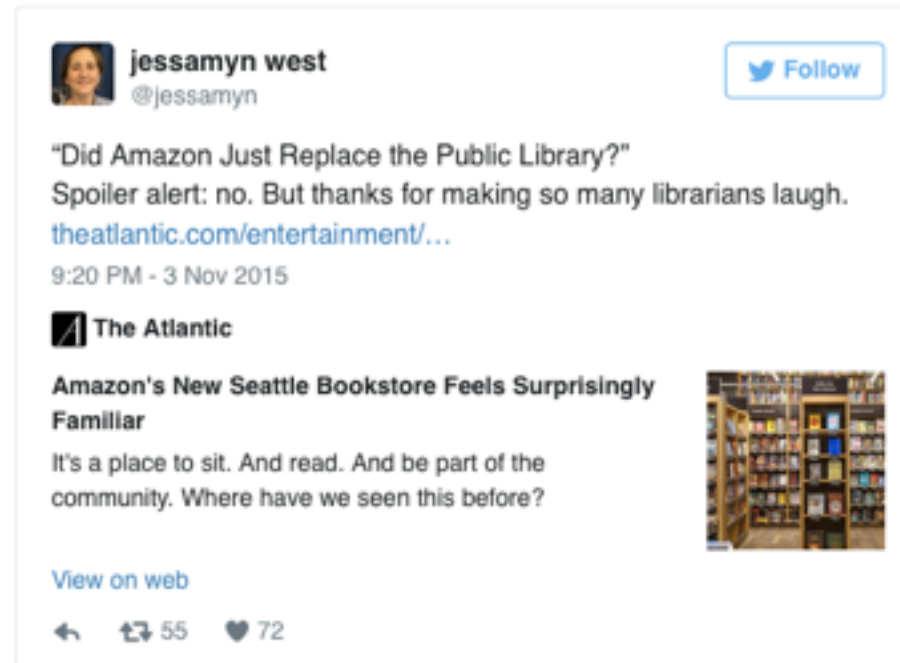 jessamyn west
@jessamyn
Follow
“Did Amazon Just Replace the Public Library?”
Spoiler alert: no. But thanks for making so many librarians laugh.
theatlantic.com/entertainment/…
9:20 PM - 3 Nov 2015
The Atlantic
Amazon's New Seattle Bookstore Feels Surprisingly
Familiar
It's a place to sit. And read. And be part of the
community. Where have we seen this before?
View on web
55
72